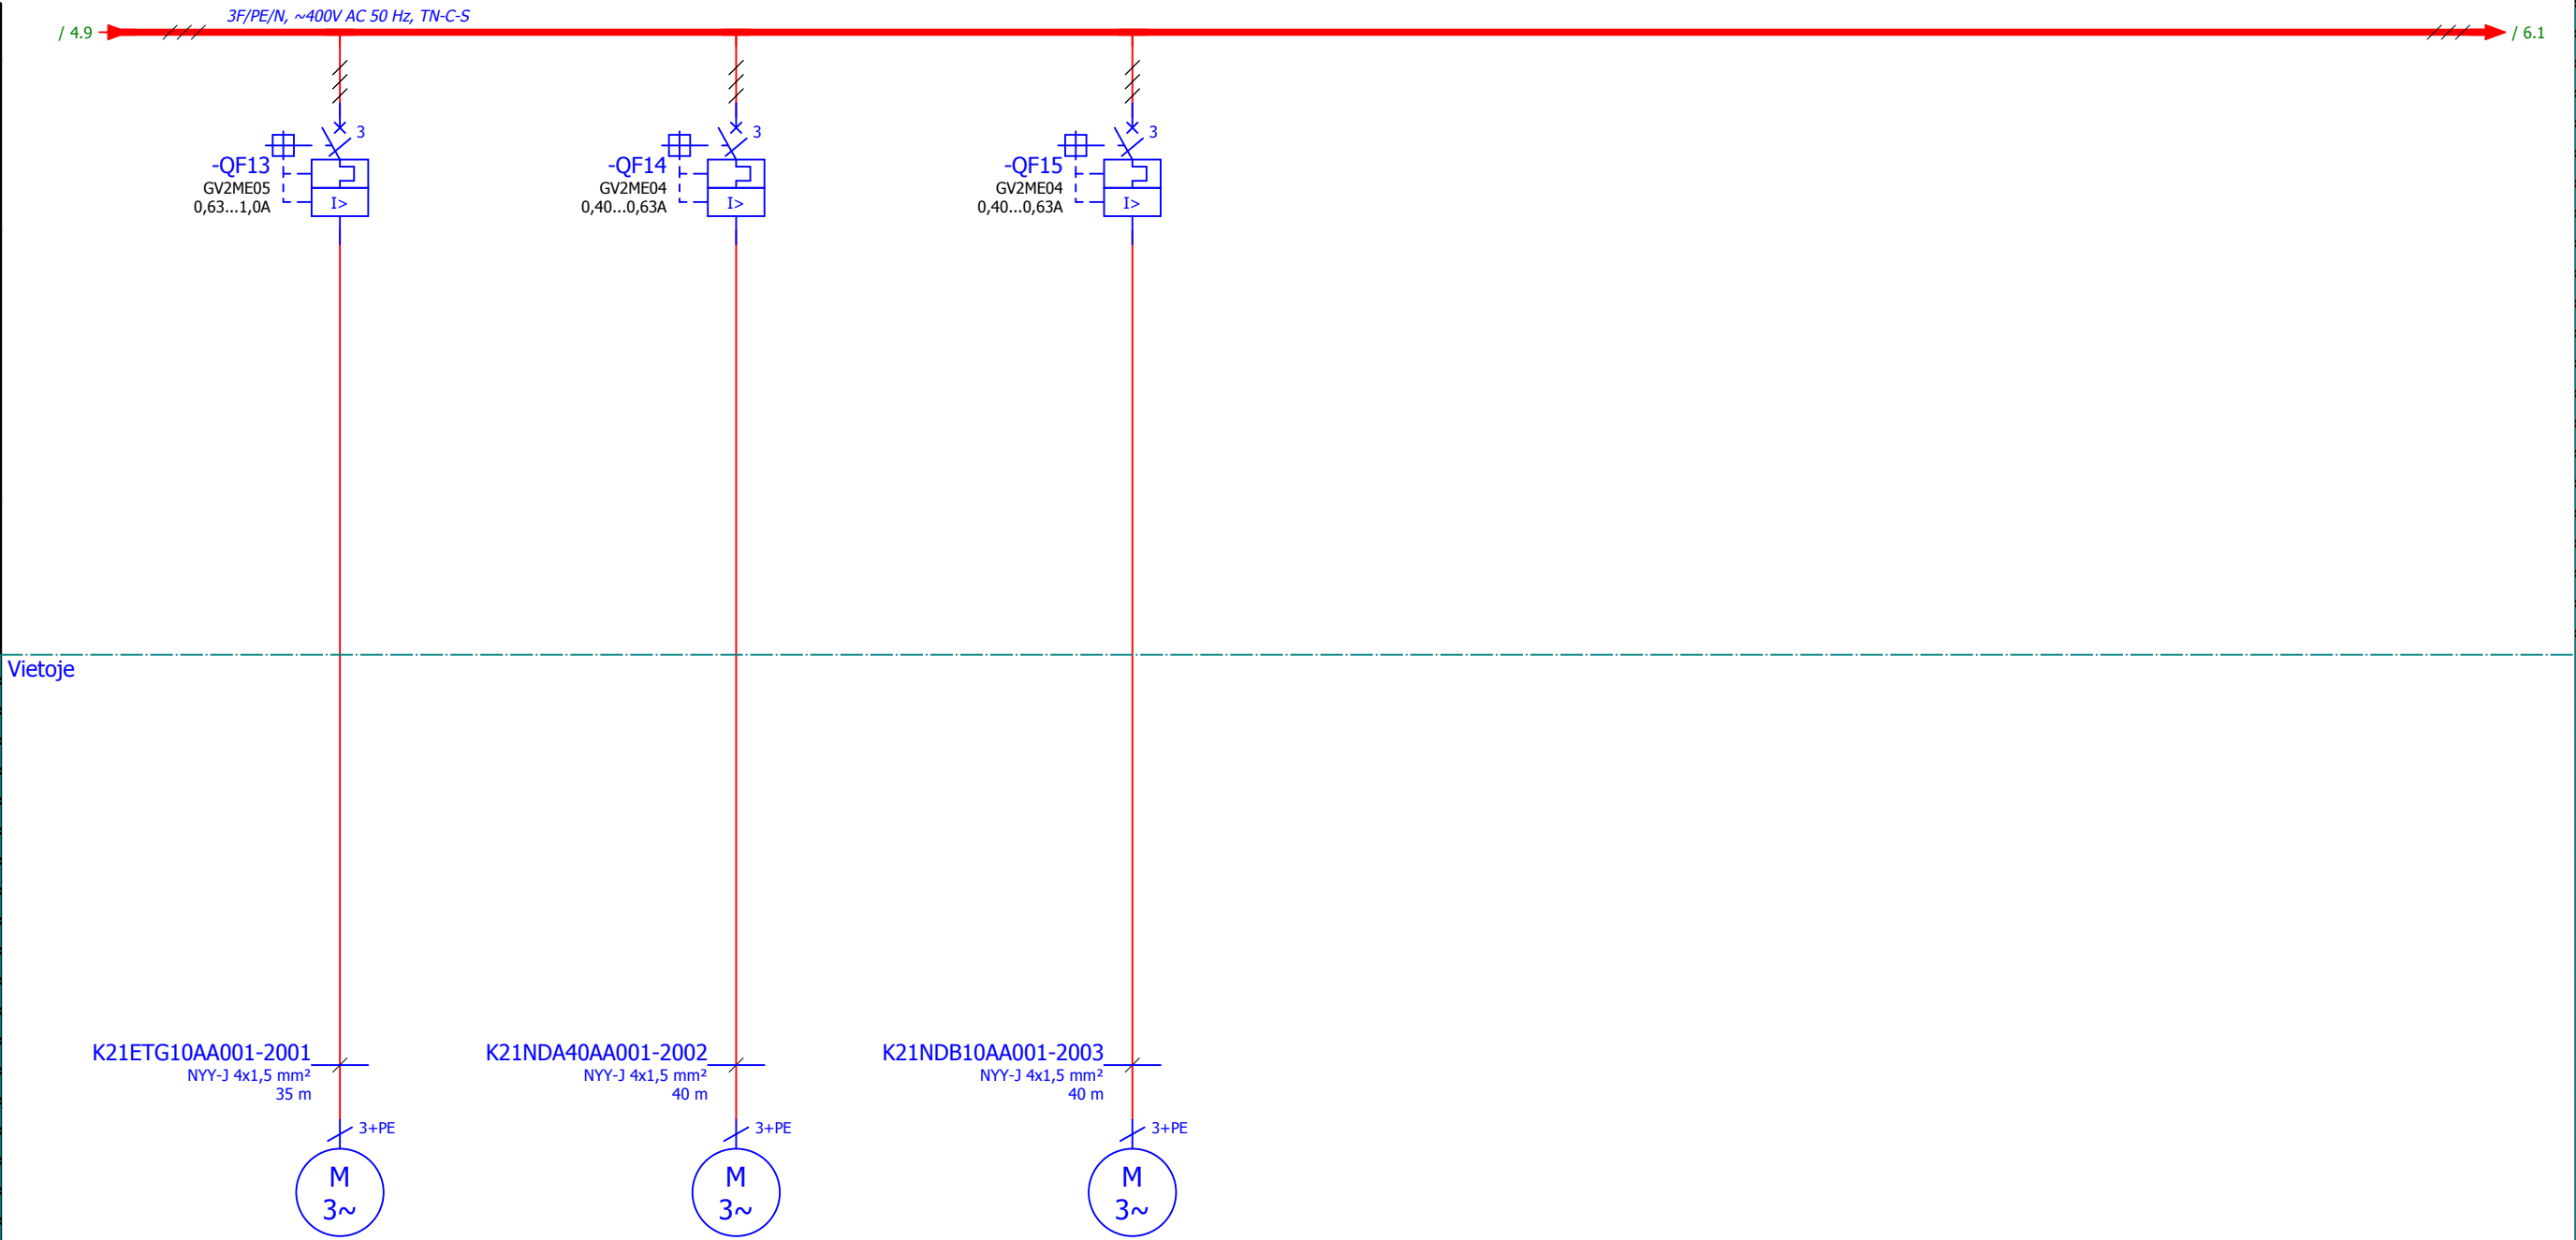 3F/PE/N, ~400V AC 50 Hz, TN-C-S
/ 4.9
/ 6.1
3
-QF13
GV2ME05
0,63...1,0A
I>
3
-QF14
GV2ME04
0,40...0,63A
I>
3
-QF15
GV2ME04
0,40...0,63A
I>
Vietoje
K21ETG10AA001-2001
NYY-J 4x1,5 mm²
35 m
K21NDA40AA001-2002
NYY-J 4x1,5 mm²
40 m
K21NDB10AA001-2003
NYY-J 4x1,5 mm²
40 m
3+PE
M
3~
3+PE
M
3~
3+PE
M
3~